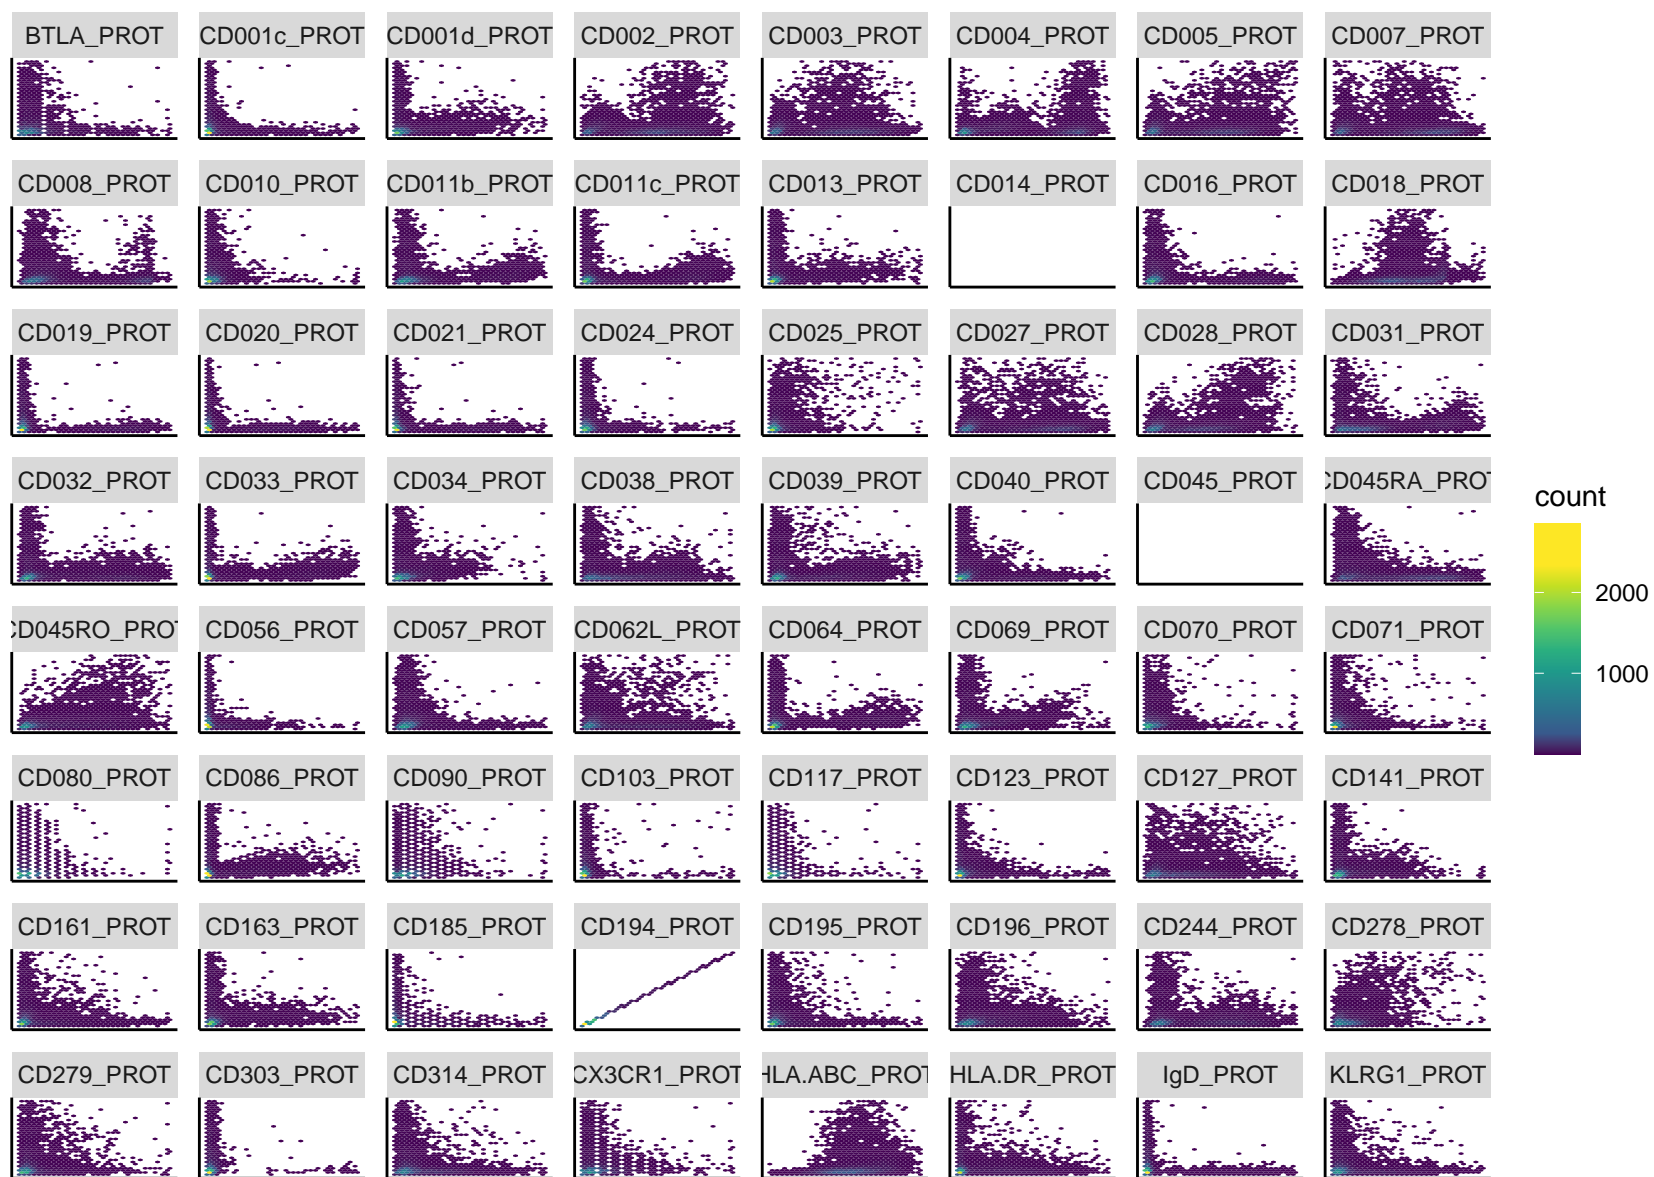 BTLA_PROT CD001c_PROT CD001d_PROT CD002_PROT CD003_PROT CD004_PROT CD005_PROT CD007_PROT
CD008_PROT CD010_PROT CD011b_PROT CD011c_PROT CD013_PROT CD014_PROT CD016_PROT CD018_PROT
CD019_PROT CD020_PROT CD021_PROT CD024_PROT CD025_PROT CD027_PROT CD028_PROT CD031_PROT
CD032_PROT CD033_PROT CD034_PROT CD038_PROT CD039_PROT CD040_PROT CD045_PROT CD045RA_PROT
count
2000
1000
CD045RO_PROT CD056_PROT CD057_PROT CD062L_PROT CD064_PROT CD069_PROT CD070_PROT CD071_PROT
CD080_PROT CD086_PROT CD090_PROT CD103_PROT CD117_PROT CD123_PROT CD127_PROT CD141_PROT
CD161_PROT CD163_PROT CD185_PROT CD194_PROT CD195_PROT CD196_PROT CD244_PROT CD278_PROT
CD279_PROT CD303_PROT CD314_PROT CX3CR1_PROT HLA.ABC_PROT HLA.DR_PROT IgD_PROT KLRG1_PROT